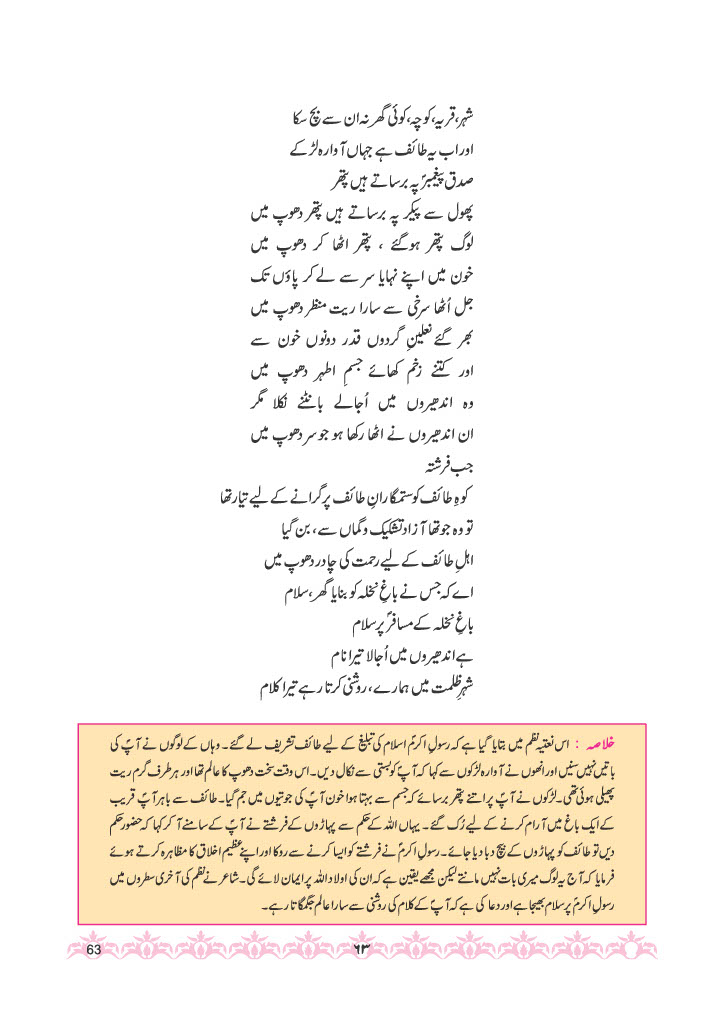 شہر، قریہ، کوچہ، کوئی گھر نہ ان سے بچ سکا
اور اب یہ طائف ہے جہاں آوارہ لڑکے
صدق پیغمبرؐ پہ برساتے ہیں پتھر
پھول سے پیکر پہ برساتے ہیں پتھر دھوپ میں
لوگ پتھر ہوگئے ، پتھر اٹھا کر دھوپ میں
خون میں اپنے نہایا سر سے لے کر پاؤں تک
جل اُٹھا سرخی سے سارا ریت منظر دھوپ میں
بھر گئے نعلینِ گردوں قدر دونوں خون سے
اور کتنے زخم کھائے جسمِ اطہر دھوپ میں
وہ اندھیروں میں اُجالے بانٹنے نکلا مگر
ان اندھیروں نے اٹھا رکھا ہو جو سر دھوپ میں
جب فرشتہ
کوہِ طائف کو ستمگارانِ طائف پر گرانے کے لیے تیار تھا
تو وہ جو تھا آزاد تشکیک و گماں سے، بن گیا
اہلِ طائف کے لیے رحمت کی چادر دھوپ میں
اے کہ جس نے باغِ نخلہ کو بنایا گھر، سلام
باغِ نخلہ کے مسافرؐ پر سلام
ہے اندھیروں میں اُجالا تیرا نام
شہرِ ظلمت میں ہمارے، روشنی کرتا رہے تیرا کلام
خلاصہ : اس نعتیہ نظم میں بتایا گیا ہے کہ رسولِ اکرمؐ اسلام کی تبلیغ کے لیے طائف تشریف لے گئے۔ وہاں کے لوگوں نے آپؐ کی
باتیں نہیں سنیں اور انھوں نے آوارہ لڑکوں سے کہا کہ آپؐ کو بستی سے نکال دیں۔ اس وقت سخت دھوپ کا عالم تھا اور ہر طرف گرم ریت
پھیلی ہوئی تھی۔ لڑکوں نے آپؐ پر اتنے پتھر برسائے کہ جسم سے بہتا ہوا خون آپؐ کی جوتیوں میں جم گیا۔ طائف سے باہر آپؐ قریب
کے ایک باغ میں آرام کرنے کے لیے رُک گئے۔ یہاں اللہ کے حکم سے پہاڑوں کے فرشتے نے آپؐ کے سامنے آکر کہا کہ حضورؐ حکم
دیں تو طائف کو پہاڑوں کے بیچ دبا دیا جائے۔ رسولِ اکرمؐ نے فرشتے کو ایسا کرنے سے روکا اور اپنے عظیم اخلاق کا مظاہرہ کرتے ہوئے
فرمایا کہ آج یہ لوگ میری بات نہیں مانتے لیکن مجھے یقین ہے کہ ان کی اولاد اللہ پر ایمان لائے گی۔ شاعر نے نظم کی آخری سطروں میں
رسولِ اکرمؐ پر سلام بھیجا ہے اور دعا کی ہے کہ آپؐ کے کلام کی روشنی سے سارا عالم جگمگاتا رہے۔
۶۳
63